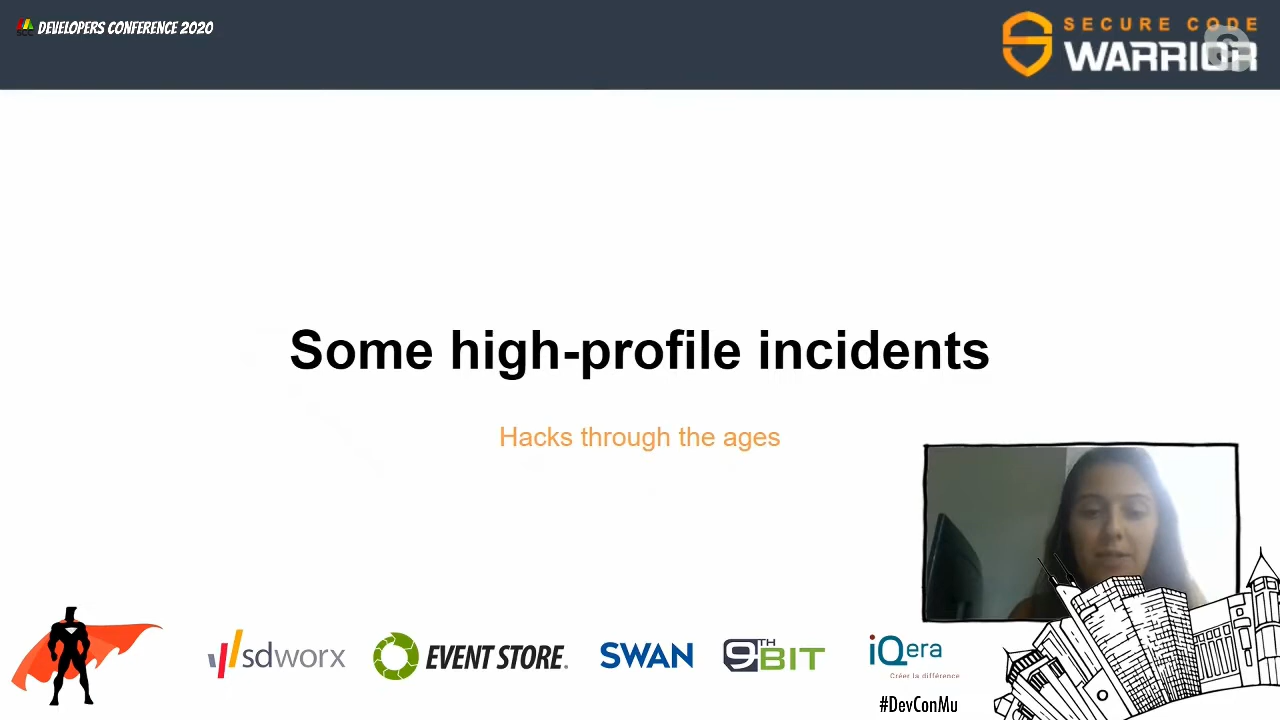 DEVELOPERS CONFERENCE 2020
SECURE CODE
WARRIOR
Some high-profile incidents
Hacks through the ages
sdworx
EVENT STORE.
SWAN
9TH BIT
iQera
Créer la différence
#DevConMu